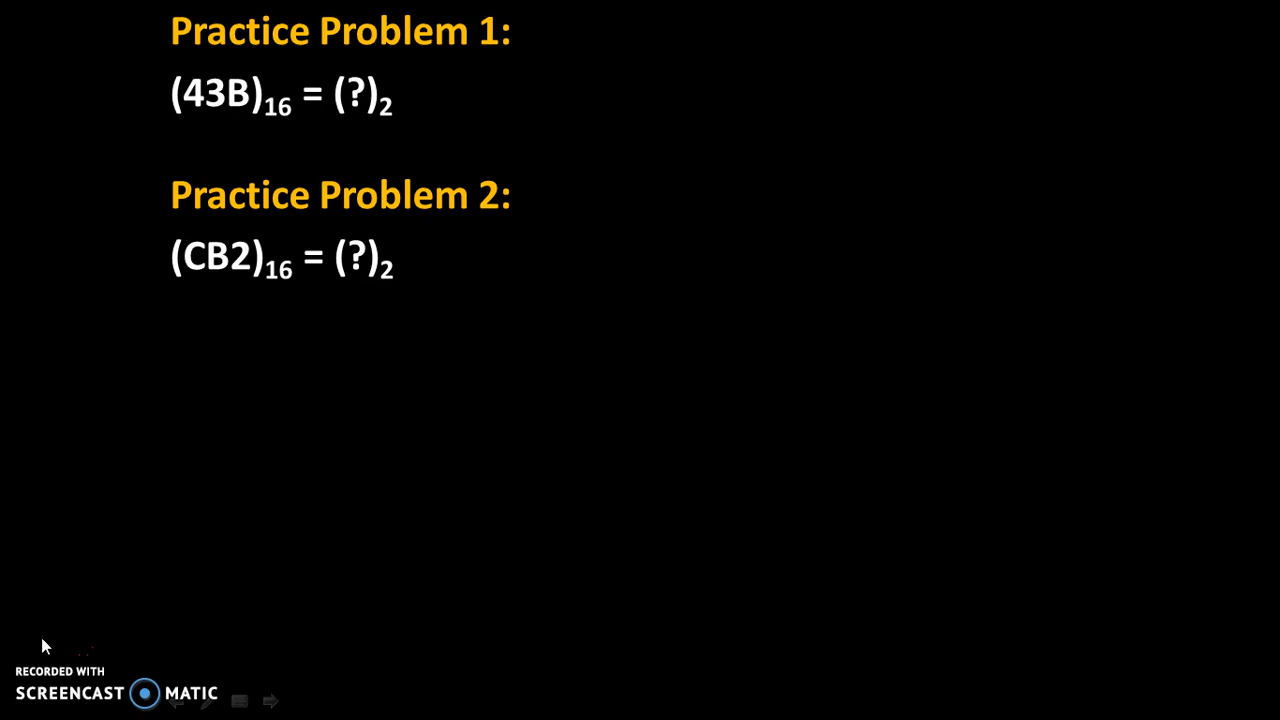 Practice Problem 1:
(43B)₁₆ = (?)₂
Practice Problem 2:
(CB2)₁₆ = (?)₂
RECORDED WITH
SCREENCAST MATIC